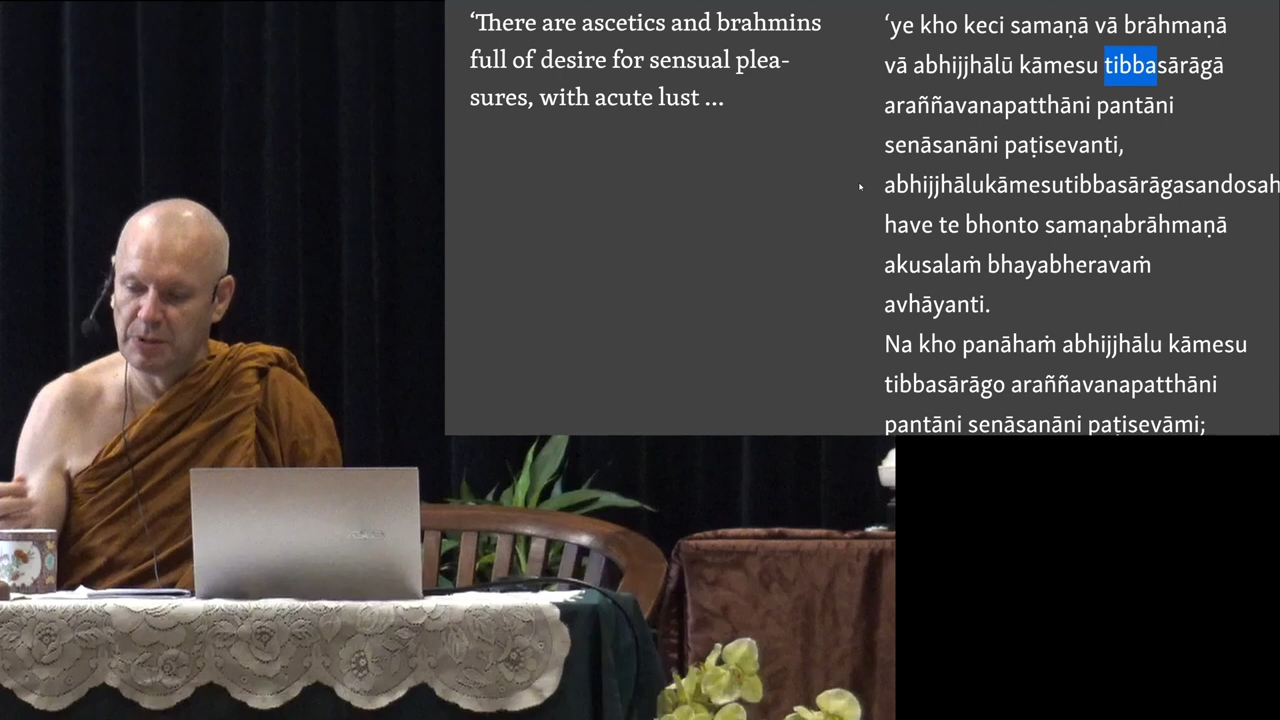 ‘There are ascetics and brahmins
full of desire for sensual plea-
sures, with acute lust ...
‘ye kho keci samaṇā vā brāhmaṇā
vā abhijjhālū kāmesu tibbasārāgā
araññavanapatthāni pantāni
senāsanāni paṭisevanti,
abhijjhālukāmesutibbasārāgasandosah
have te bhonto samaṇabrāhmaṇā
akusalaṁ bhayabheravaṁ
avhāyanti.
Na kho panāhaṁ abhijjhālu kāmesu
tibbasārāgo araññavanapatthāni
pantāni senāsanāni paṭisevāmi;